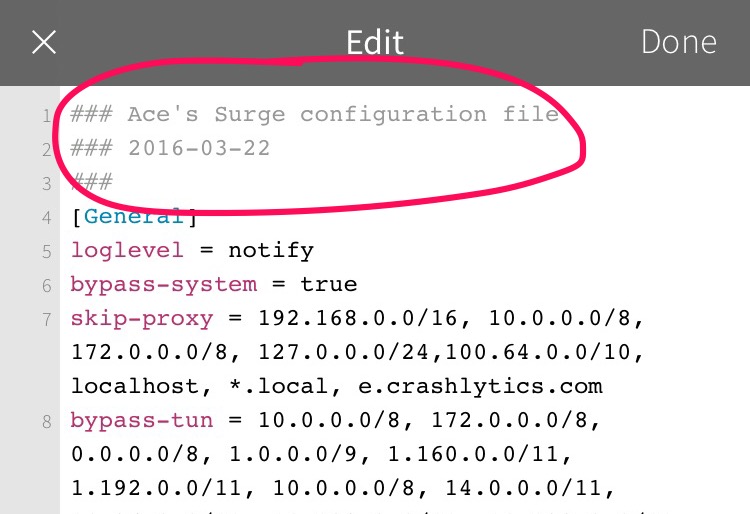 Edit Done
1 ### Ace's Surge configuration file
2 ### 2016-03-22
3 ###
4 [General]
5 loglevel = notify
6 bypass-system = true
7 skip-proxy = 192.168.0.0/16, 10.0.0.0/8,
172.0.0.0/8, 127.0.0.0/24,100.64.0.0/10,
localhost, *.local, e.crashlytics.com
8 bypass-tun = 10.0.0.0/8, 172.0.0.0/8,
0.0.0.0/8, 1.0.0.0/9, 1.160.0.0/11,
1.192.0.0/11, 10.0.0.0/8, 14.0.0.0/11,